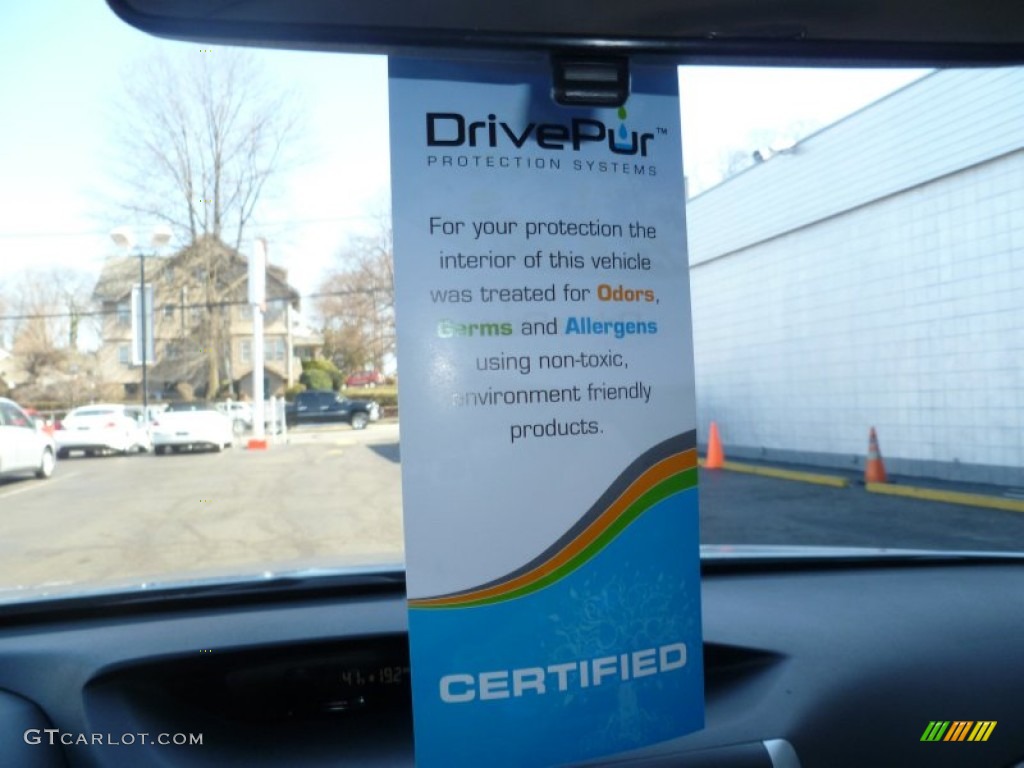 DrivePur™
PROTECTION SYSTEMS
For your protection the
interior of this vehicle
was treated for Odors,
Germs and Allergens
using non-toxic,
environment friendly
products.
CERTIFIED
GTCARLOT.COM